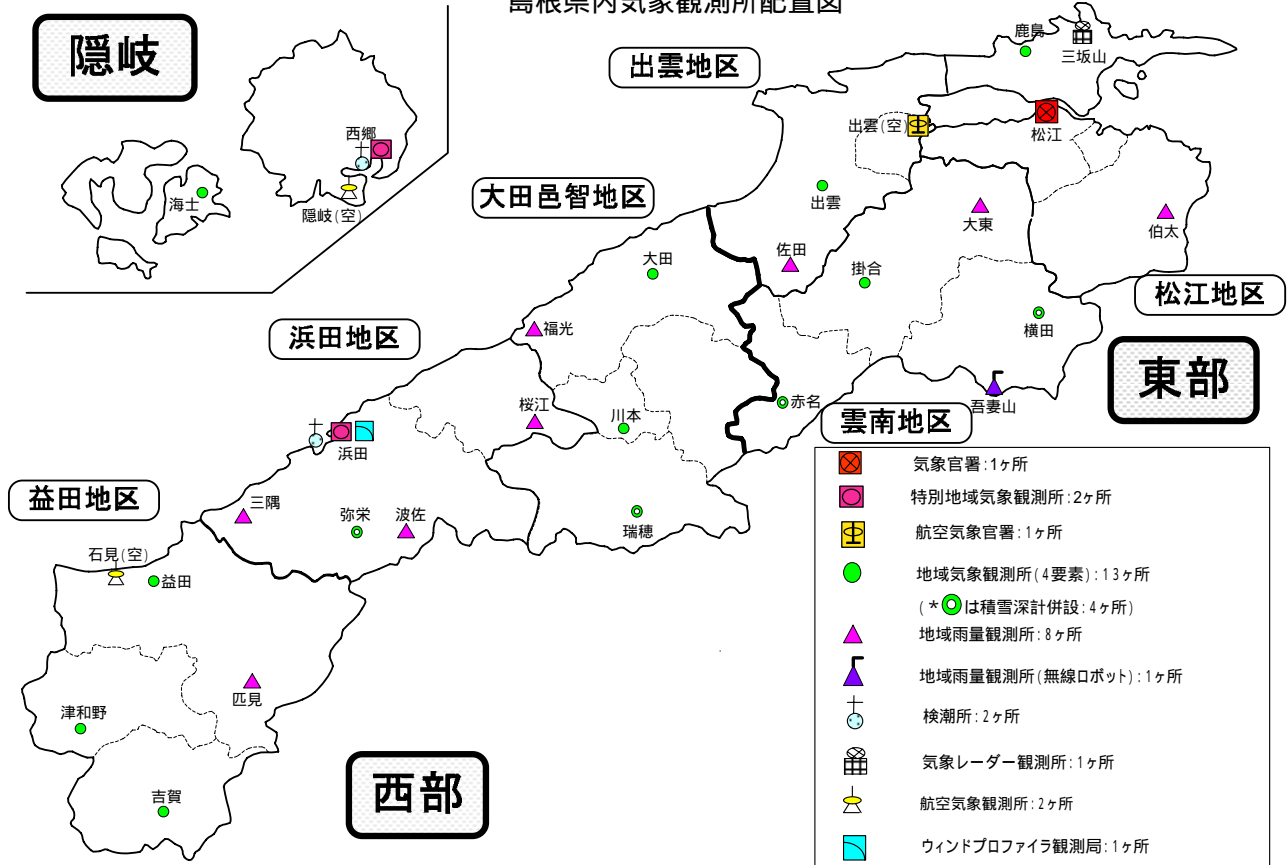 島根県内気象観測所配置図
隠岐
西郷
海士
隠岐(空)
出雲地区
鹿島
三坂山
出雲(空)
松江
大田邑智地区
出雲
大東
伯太
佐田
大田
掛合
松江地区
浜田地区
福光
横田
東部
桜江
川本
赤名
吾妻山
雲南地区
浜田
益田地区
三隅
弥栄
波佐
瑞穂
石見(空)
益田
匹見
津和野
西部
吉賀
気象官署:1ヶ所
特別地域気象観測所:2ヶ所
航空気象官署:1ヶ所
地域気象観測所(4要素):13ヶ所
(*は積雪深計併設:4ヶ所)
地域雨量観測所:8ヶ所
地域雨量観測所(無線ロボット):1ヶ所
検潮所:2ヶ所
気象レーダー観測所:1ヶ所
航空気象観測所:2ヶ所
ウィンドプロファイラ観測局:1ヶ所